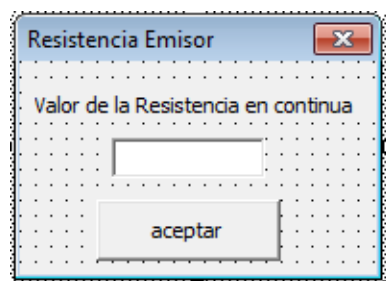 Resistencia Emisor
Valor de la Resistencia en continua
aceptar